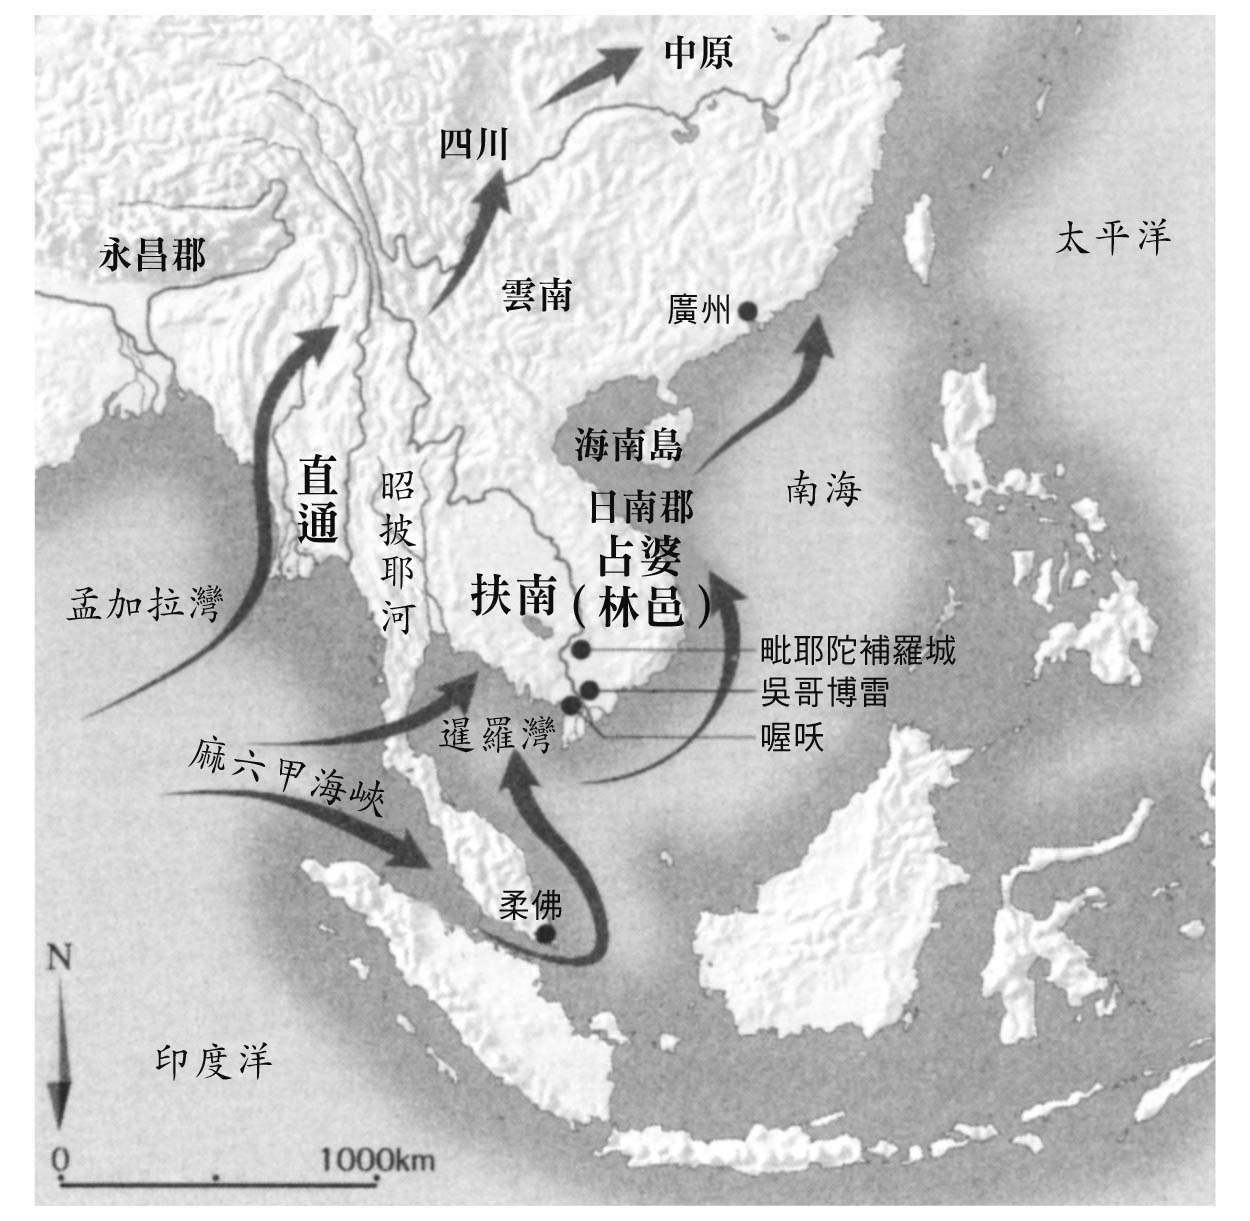 中原
四川
太平洋
永昌郡
雲南
廣州
海南島
直通
昭披耶河
南海
日南郡
占婆
孟加拉灣
扶南(林邑)
毗耶陀補羅城
吳哥博雷
喔吺
暹羅灣
麻六甲海峽
柔佛
N
印度洋
0
1000km